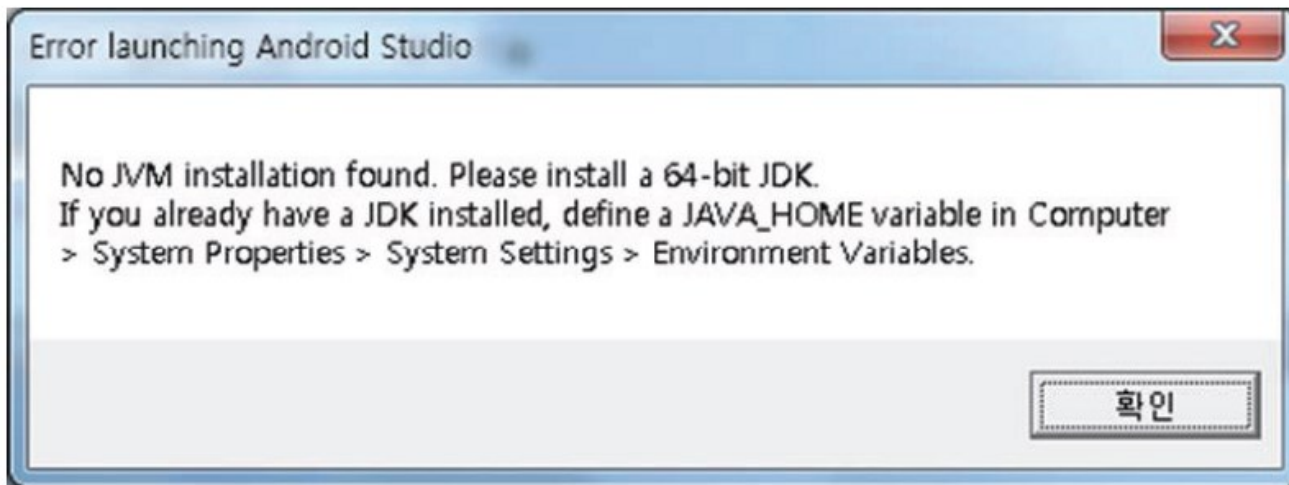 Error launching Android Studio
No JVM installation found. Please install a 64-bit JDK.
If you already have a JDK installed, define a JAVA_HOME variable in Computer
> System Properties > System Settings > Environment Variables.
확인